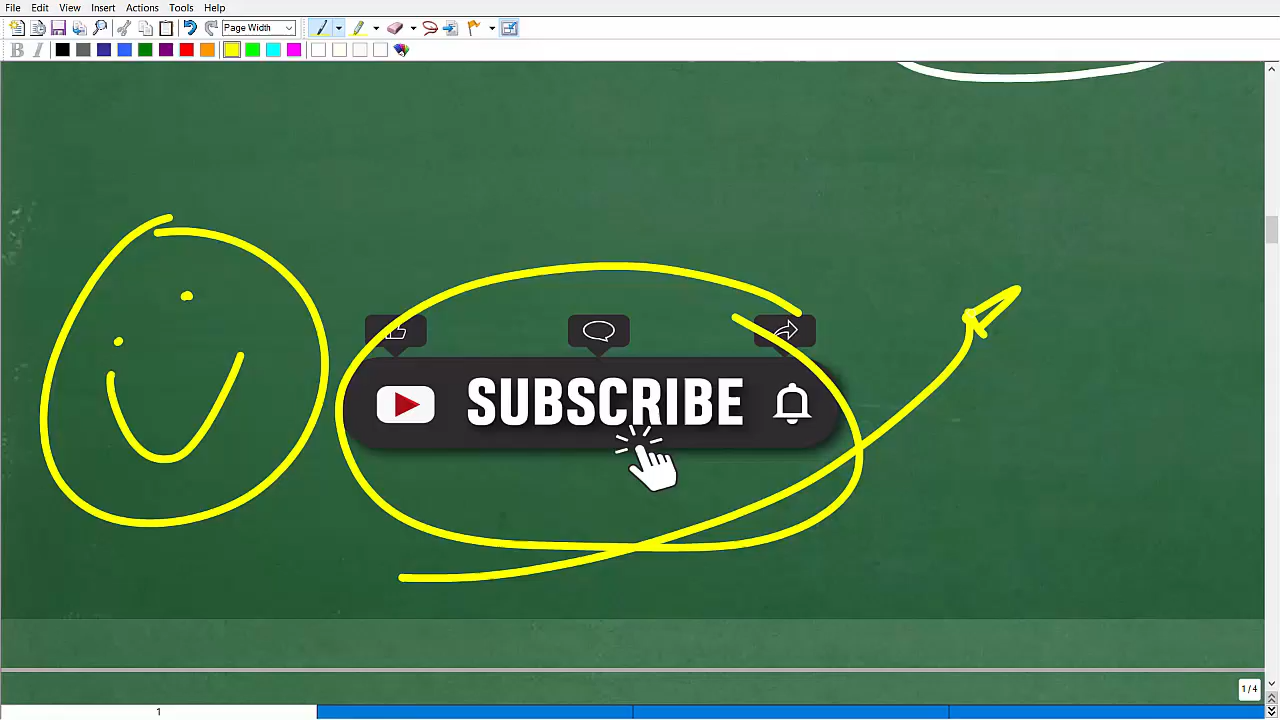 File Edit View Insert Actions Tools Help
Page Width
B I
SUBSCRIBE
1/4
1